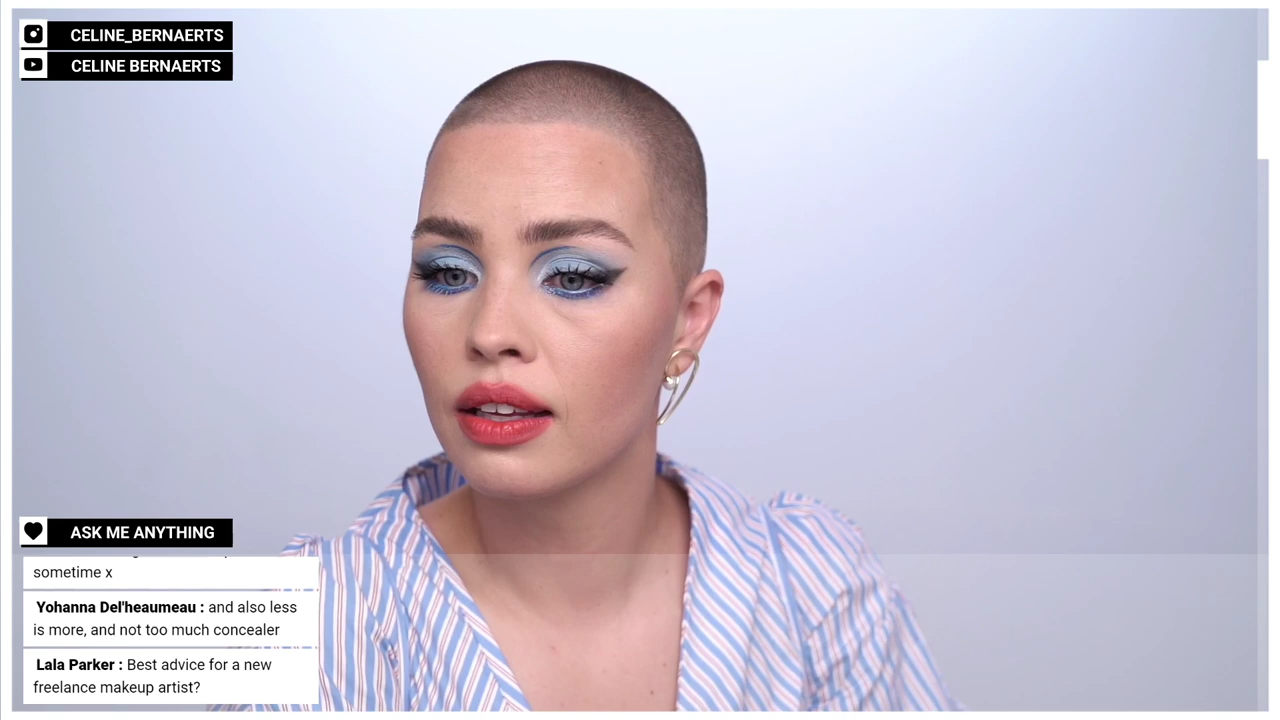 CELINE_BERNAERTS
CELINE BERNAERTS
ASK ME ANYTHING
sometime x
Yohanna Del'heaumeau : and also less
is more, and not too much concealer
Lala Parker : Best advice for a new
freelance makeup artist?